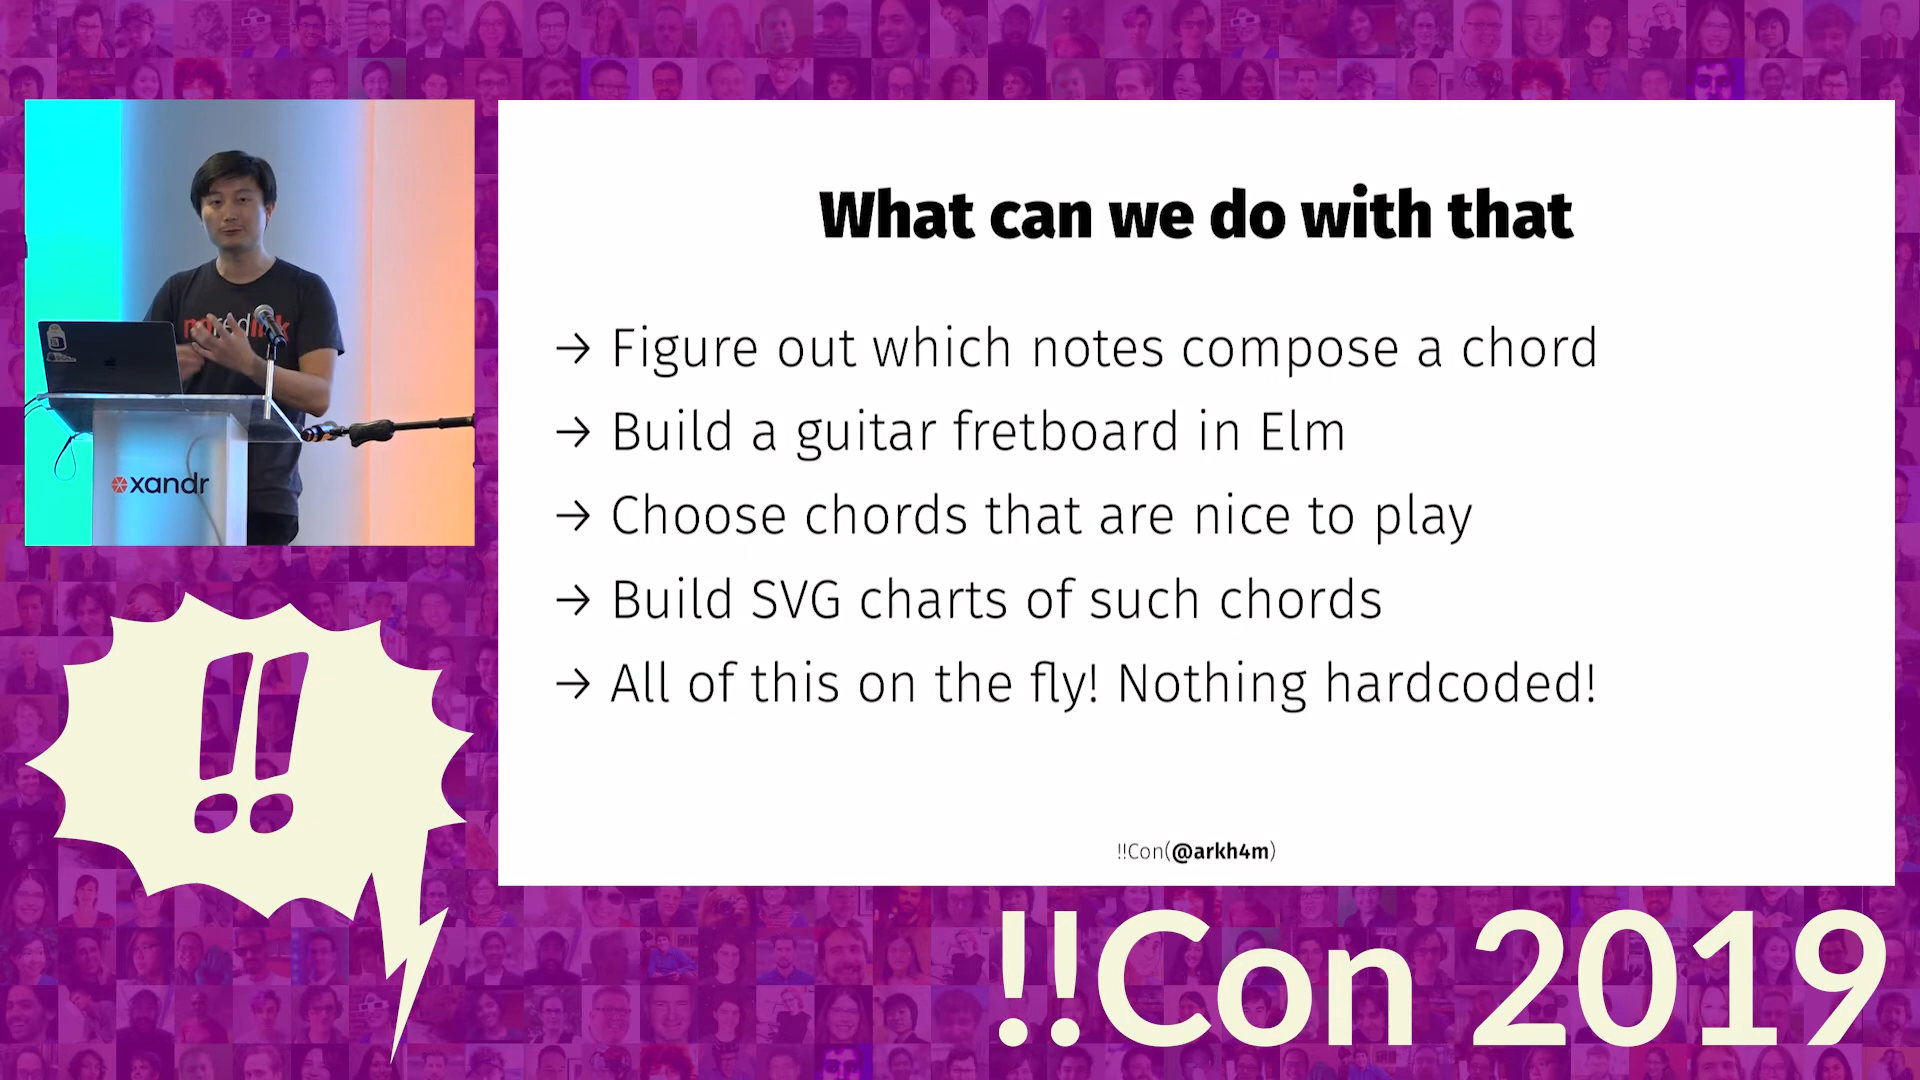 What can we do with that
→ Figure out which notes compose a chord
→ Build a guitar fretboard in Elm
→ Choose chords that are nice to play
→ Build SVG charts of such chords
→ All of this on the fly! Nothing hardcoded!
!!Con(@arkh4m)
xandr
!!
!!Con 2019